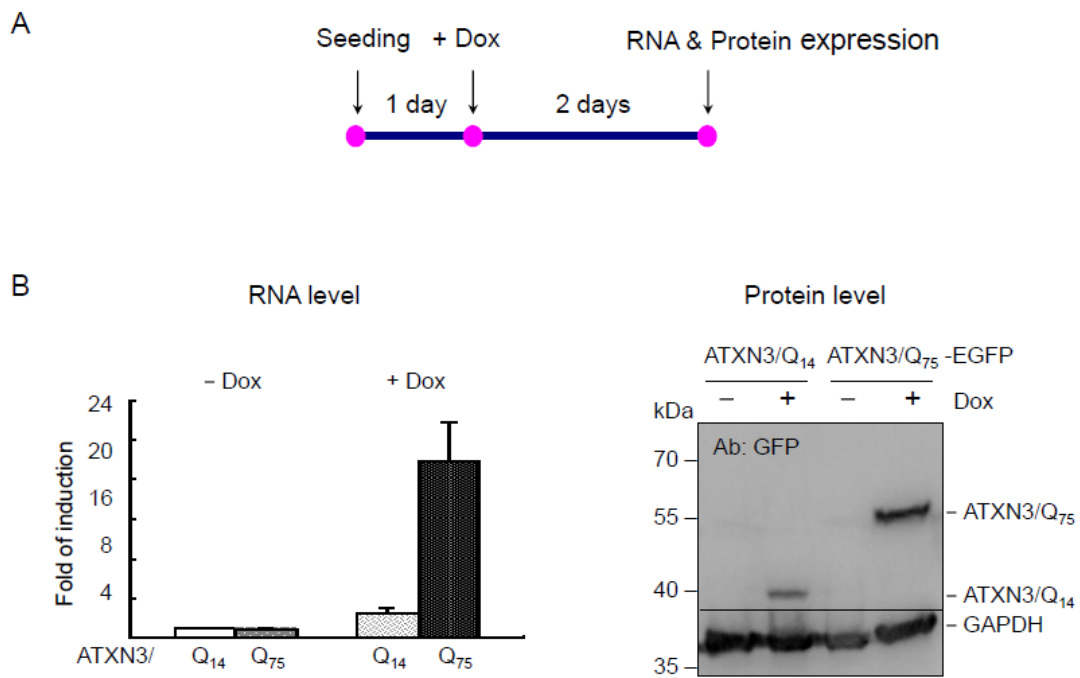 A
Seeding + Dox RNA & Protein expression
1 day 2 days
B
RNA level
– Dox + Dox
Fold of induction
24
20
16
8
4
ATXN3/ Q₁₄ Q₇₅ Q₁₄ Q₇₅
Protein level
ATXN3/Q₁₄ ATXN3/Q₇₅ -EGFP
kDa – + – + Dox
Ab: GFP
70
55
40
35
– ATXN3/Q₇₅
– ATXN3/Q₁₄
– GAPDH